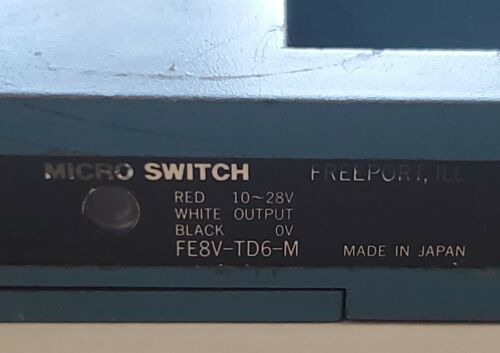 MICRO SWITCH FREEPORT, ILL.
RED 10~28V
WHITE OUTPUT
BLACK 0V
FE8V-TD6-M MADE IN JAPAN